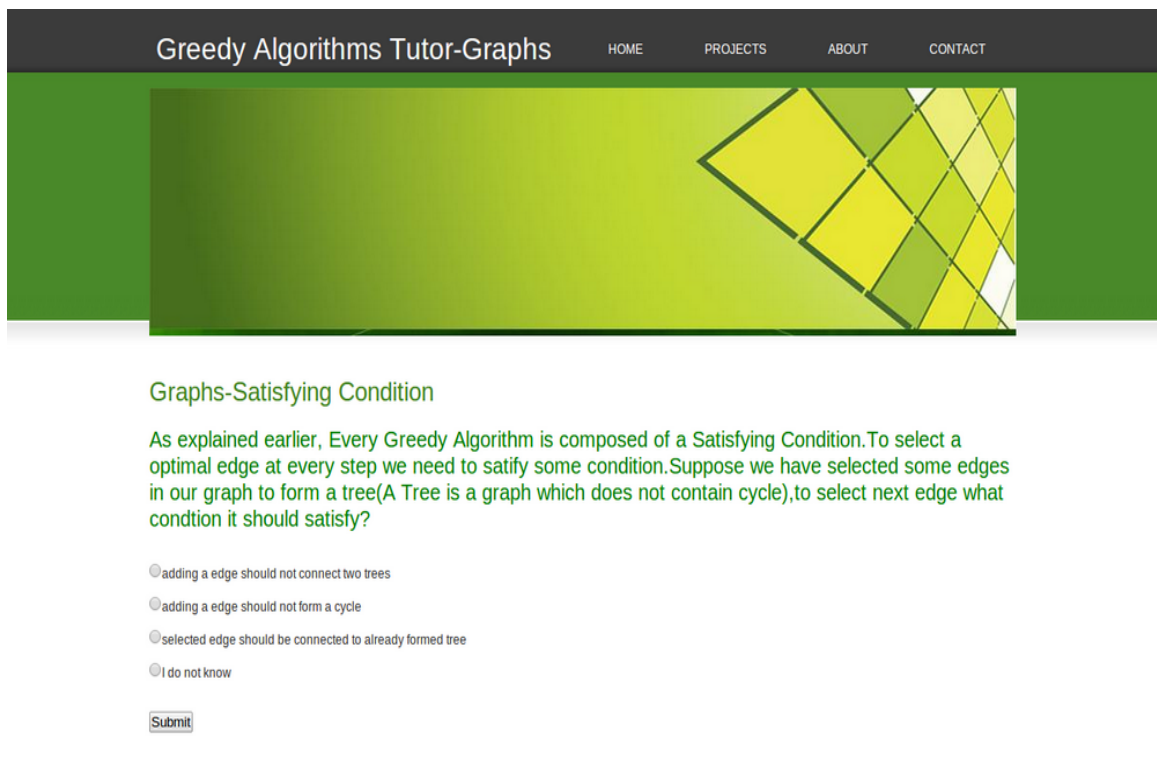 Greedy Algorithms Tutor-Graphs HOME PROJECTS ABOUT CONTACT
Graphs-Satisfying Condition
As explained earlier, Every Greedy Algorithm is composed of a Satisfying Condition.To select a
optimal edge at every step we need to satify some condition.Suppose we have selected some edges
in our graph to form a tree(A Tree is a graph which does not contain cycle),to select next edge what
condtion it should satisfy?
adding a edge should not connect two trees
adding a edge should not form a cycle
selected edge should be connected to already formed tree
I do not know
Submit